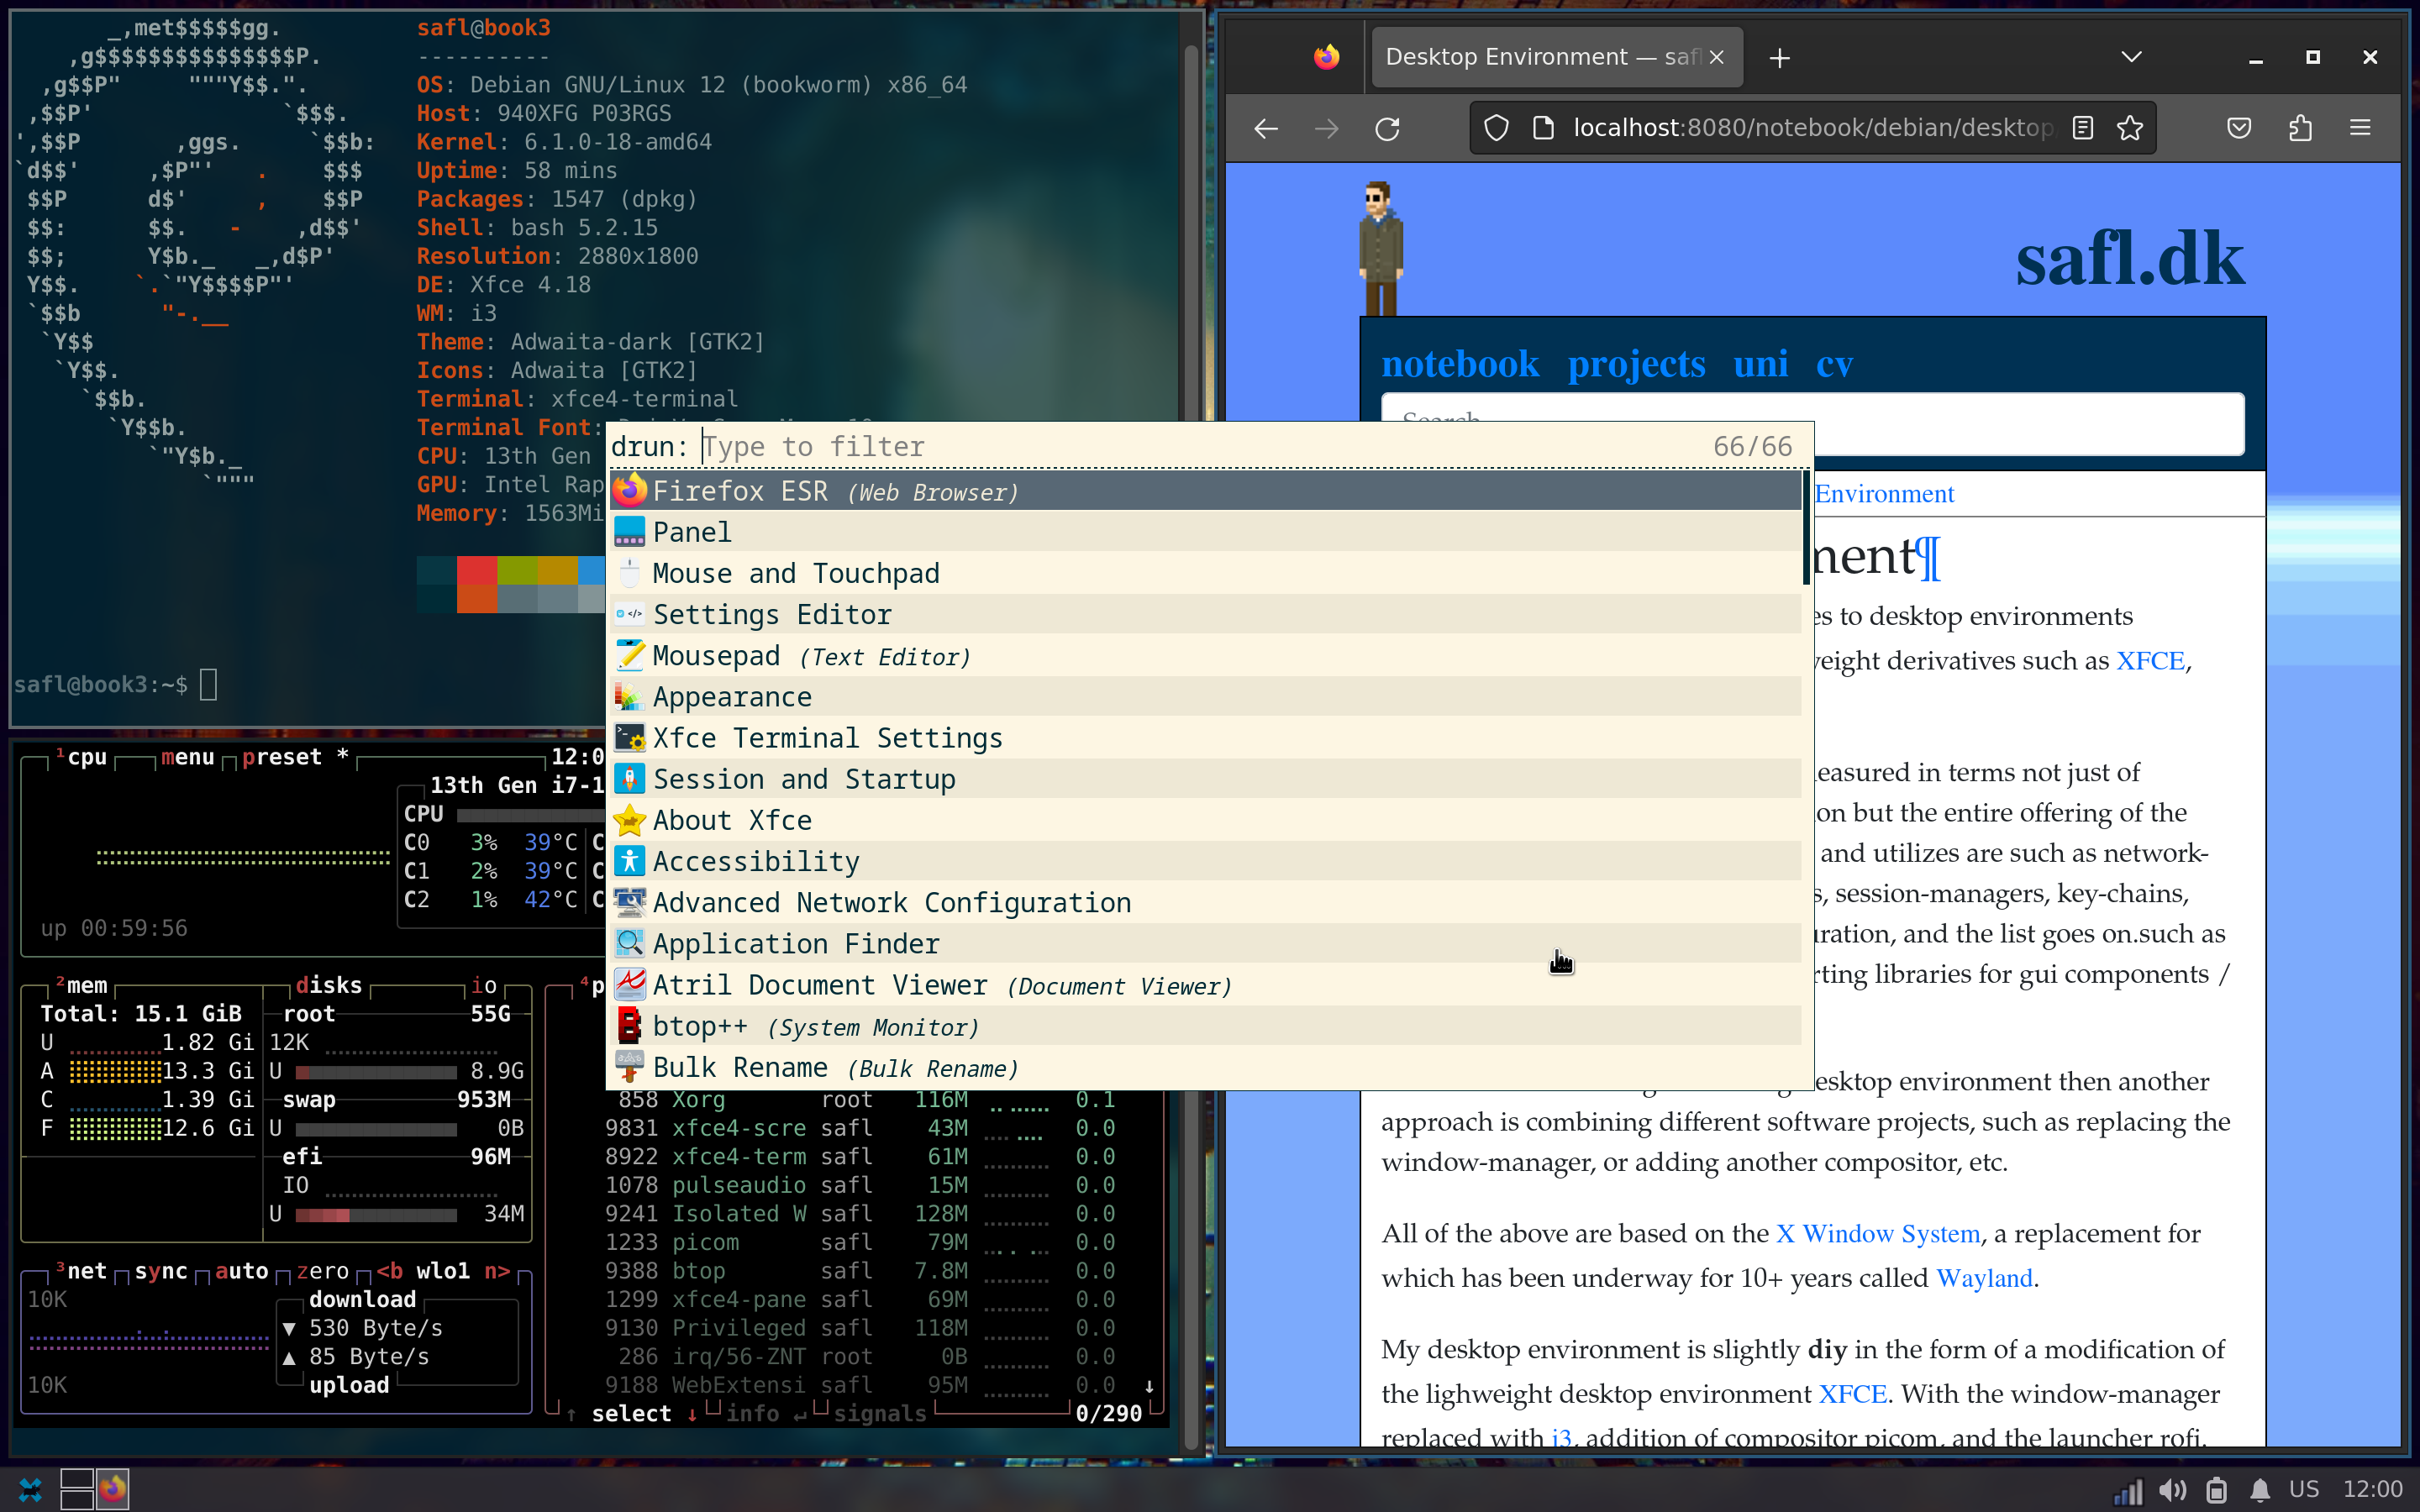 safl@book3
----------
OS: Debian GNU/Linux 12 (bookworm) x86_64
Host: 940XFG P03RGS
Kernel: 6.1.0-18-amd64
Uptime: 58 mins
Packages: 1547 (dpkg)
Shell: bash 5.2.15
Resolution: 2880x1800
DE: Xfce 4.18
WM: i3
Theme: Adwaita-dark [GTK2]
Icons: Adwaita [GTK2]
Terminal: xfce4-terminal
Terminal Font:
CPU: 13th Gen
GPU: Intel Rap
Memory: 1563Mi
safl@book3:~$
Desktop Environment — saf
localhost:8080/notebook/debian/desktop
safl.dk
notebook projects uni cv
Search
Environment
ment¶
es to desktop environments
weight derivatives such as XFCE,
easured in terms not just of
on but the entire offering of the
and utilizes are such as network-
s, session-managers, key-chains,
uration, and the list goes on.such as
rting libraries for gui components /
esktop environment then another
approach is combining different software projects, such as replacing the
window-manager, or adding another compositor, etc.
All of the above are based on the X Window System, a replacement for
which has been underway for 10+ years called Wayland.
My desktop environment is slightly diy in the form of a modification of
the lighweight desktop environment XFCE. With the window-manager
replaced with i3, addition of compositor picom, and the launcher rofi.
drun: Type to filter 66/66
Firefox ESR (Web Browser)
Panel
Mouse and Touchpad
Settings Editor
Mousepad (Text Editor)
Appearance
Xfce Terminal Settings
Session and Startup
About Xfce
Accessibility
Advanced Network Configuration
Application Finder
Atril Document Viewer (Document Viewer)
btop++ (System Monitor)
Bulk Rename (Bulk Rename)
¹cpu menu preset * 12:0
13th Gen i7-1
CPU
C0 3% 39°C C
C1 2% 39°C C
C2 1% 42°C C
up 00:59:56
²mem disks io
Total: 15.1 GiB root 55G
U 1.82 Gi 12K
A 13.3 Gi U 8.9G
C 1.39 Gi swap 953M
F 12.6 Gi U 0B
efi 96M
IO
U 34M
³net sync auto zero <b wlo1 n>
10K download
▼ 530 Byte/s
▲ 85 Byte/s
10K upload
⁴p
858 Xorg root 116M 0.1
9831 xfce4-scre safl 43M 0.0
8922 xfce4-term safl 61M 0.0
1078 pulseaudio safl 15M 0.0
9241 Isolated W safl 128M 0.0
1233 picom safl 79M 0.0
9388 btop safl 7.8M 0.0
1299 xfce4-pane safl 69M 0.0
9130 Privileged safl 118M 0.0
286 irq/56-ZNT root 0B 0.0
9188 WebExtensi safl 95M 0.0 ↓
↑ select ↓ info ↵ signals 0/290
US 12:00